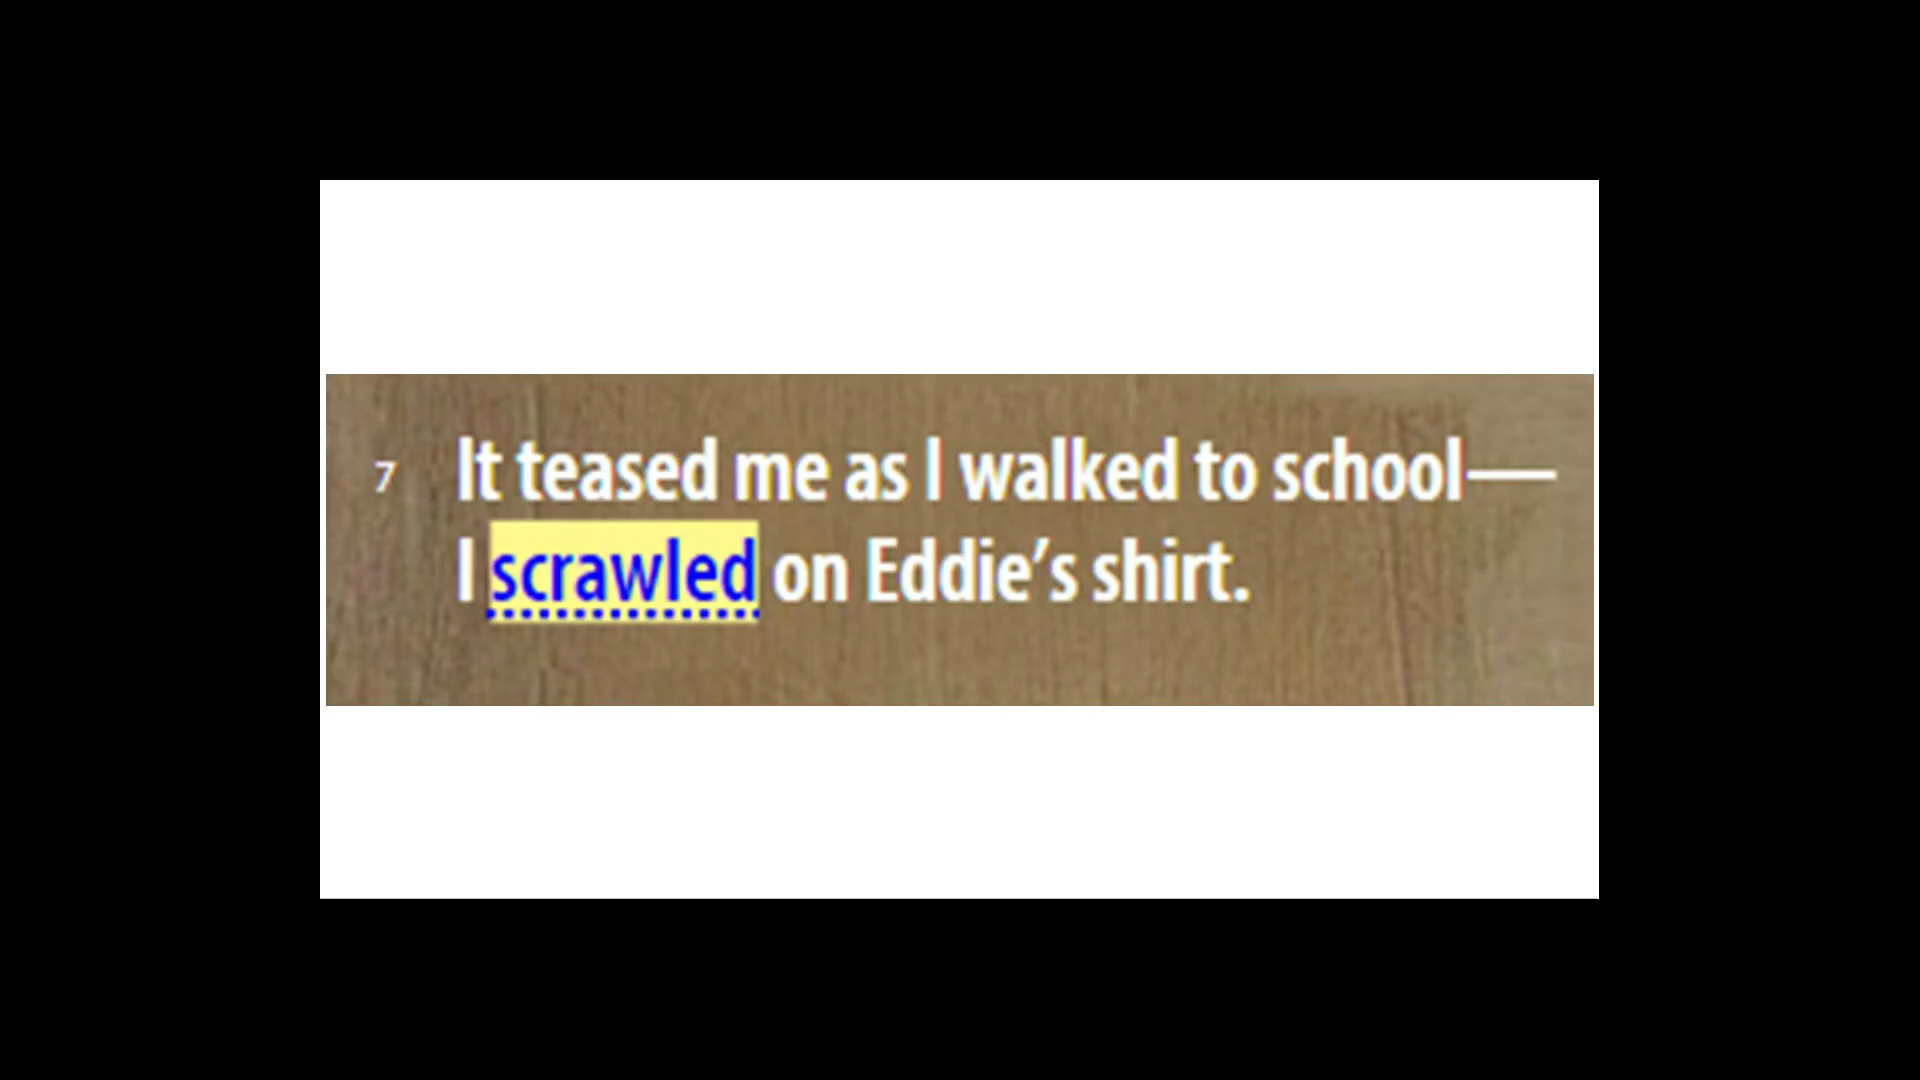 7 It teased me as I walked to school—
I scrawled on Eddie’s shirt.